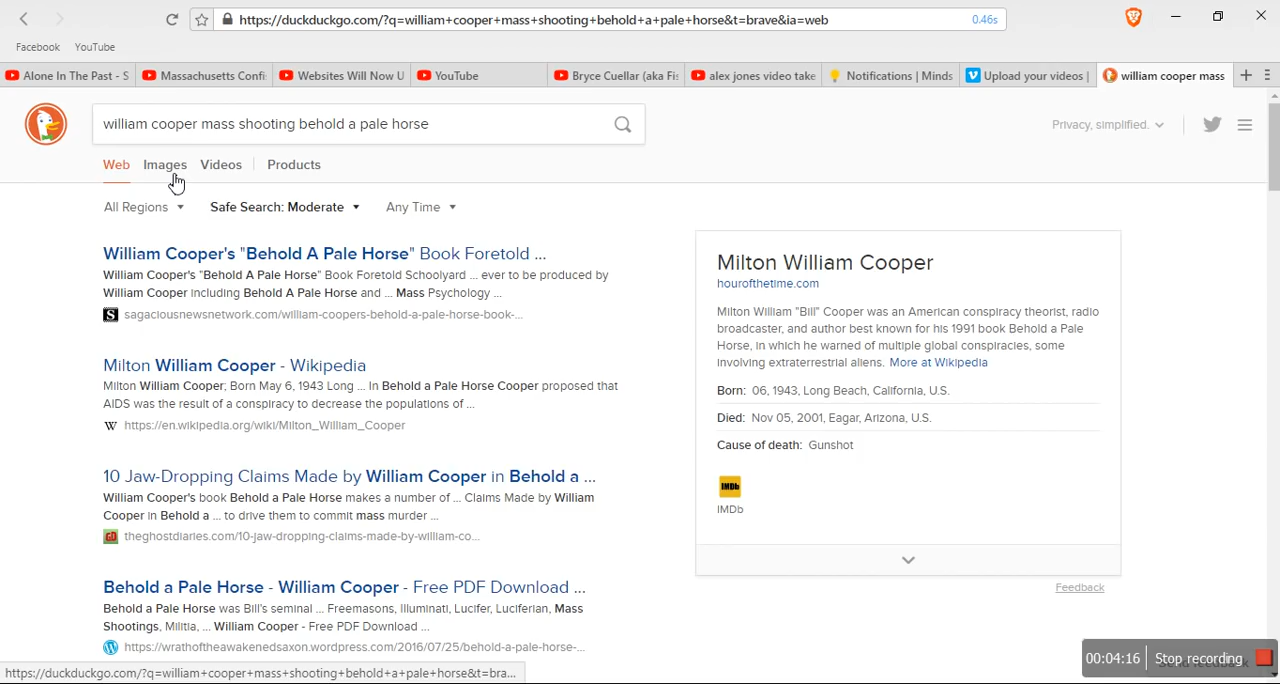 https://duckduckgo.com/?q=william+cooper+mass+shooting+behold+a+pale+horse&t=brave&ia=web
0.46s
Facebook YouTube
Alone In The Past - S
Massachusetts Confi
Websites Will Now U
YouTube
Bryce Cuellar (aka Fis
alex jones video take
Notifications | Minds
Upload your videos |
william cooper mass
william cooper mass shooting behold a pale horse
Privacy, simplified.
Web Images Videos Products
All Regions Safe Search: Moderate Any Time
William Cooper's "Behold A Pale Horse" Book Foretold ...
William Cooper's "Behold A Pale Horse" Book Foretold Schoolyard ... ever to be produced by
William Cooper including Behold A Pale Horse and ... Mass Psychology ...
S sagaciousnewsnetwork.com/william-coopers-behold-a-pale-horse-book-...
Milton William Cooper - Wikipedia
Milton William Cooper; Born May 6, 1943 Long ... In Behold a Pale Horse Cooper proposed that
AIDS was the result of a conspiracy to decrease the populations of ...
W https://en.wikipedia.org/wiki/Milton_William_Cooper
10 Jaw-Dropping Claims Made by William Cooper in Behold a ...
William Cooper's book Behold a Pale Horse makes a number of ... Claims Made by William
Cooper in Behold a ... to drive them to commit mass murder ...
theghostdiaries.com/10-jaw-dropping-claims-made-by-william-co...
Behold a Pale Horse - William Cooper - Free PDF Download ...
Behold a Pale Horse was Bill's seminal ... Freemasons, Illuminati, Lucifer, Luciferian, Mass
Shootings, Militia, ... William Cooper - Free PDF Download ...
https://wrathoftheawakenedsaxon.wordpress.com/2016/07/25/behold-a-pale-horse-...
Milton William Cooper
hourofthetime.com
Milton William "Bill" Cooper was an American conspiracy theorist, radio
broadcaster, and author best known for his 1991 book Behold a Pale
Horse, in which he warned of multiple global conspiracies, some
involving extraterrestrial aliens. More at Wikipedia
Born: 06, 1943, Long Beach, California, U.S.
Died: Nov 05, 2001, Eagar, Arizona, U.S.
Cause of death: Gunshot
IMDb
IMDb
Feedback
00:04:16 Stop recording
https://duckduckgo.com/?q=william+cooper+mass+shooting+behold+a+pale+horse&t=bra...